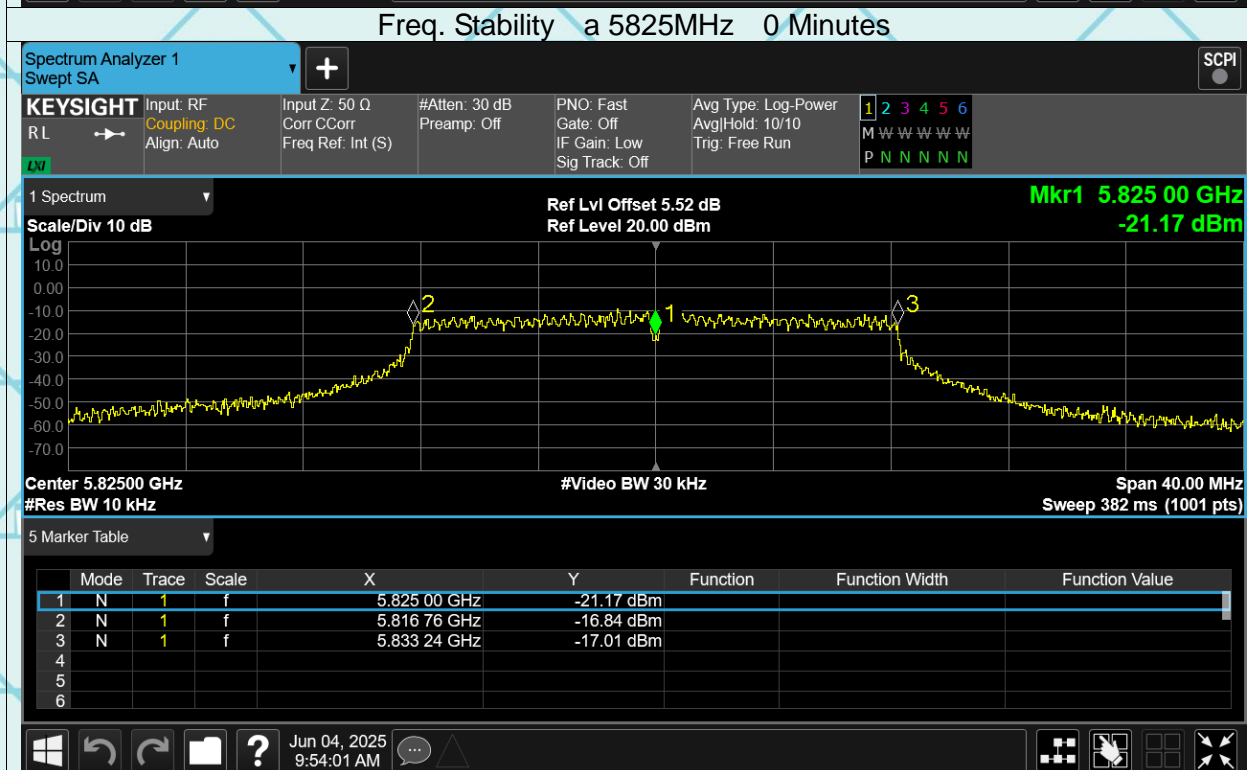 Freq. Stability a 5825MHz 0 Minutes
Spectrum Analyzer 1
Swept SA
+
SCPI
KEYSIGHT
R L
LXI
Input: RF
Coupling: DC
Align: Auto
Input Z: 50 Ω
Corr CCorr
Freq Ref: Int (S)
#Atten: 30 dB
Preamp: Off
PNO: Fast
Gate: Off
IF Gain: Low
Sig Track: Off
Avg Type: Log-Power
Avg|Hold: 10/10
Trig: Free Run
1 2 3 4 5 6
M W W W W W W
P N N N N N N
1 Spectrum
Scale/Div 10 dB
Ref Lvl Offset 5.52 dB
Ref Level 20.00 dBm
Mkr1 5.825 00 GHz
-21.17 dBm
Log
10.0
0.00
-10.0
-20.0
-30.0
-40.0
-50.0
-60.0
-70.0
2
1
3
Center 5.82500 GHz
#Res BW 10 kHz
#Video BW 30 kHz
Span 40.00 MHz
Sweep 382 ms (1001 pts)
5 Marker Table
Mode Trace Scale X Y Function Function Width Function Value
1 N 1 f 5.825 00 GHz -21.17 dBm
2 N 1 f 5.816 76 GHz -16.84 dBm
3 N 1 f 5.833 24 GHz -17.01 dBm
4
5
6
?
Jun 04, 2025
9:54:01 AM